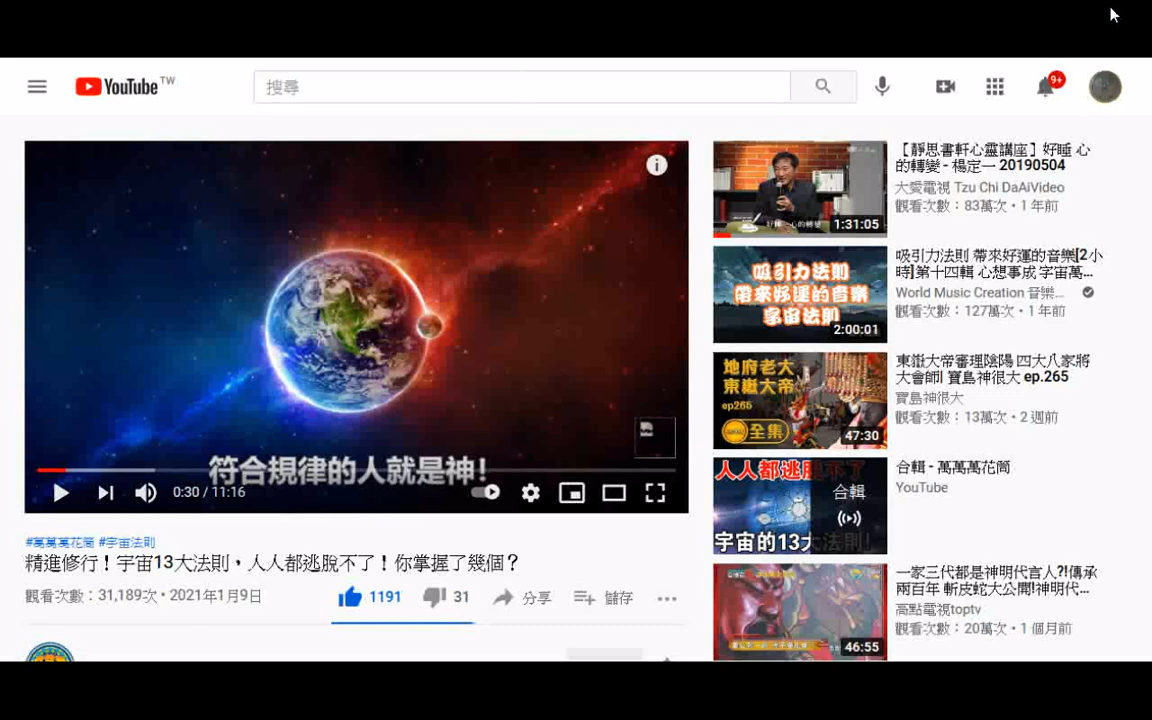 YouTube TW
搜尋
9+
符合規律的人就是神!
0:30 / 11:16
#萬萬萬花筒 #宇宙法則
精進修行！宇宙13大法則，人人都逃脫不了！你掌握了幾個？
觀看次數：31,189次 • 2021年1月9日
1191
31
分享
儲存
1:31:05
【靜思書軒心靈講座】好睡 心
的轉變 - 楊定一 20190504
大愛電視 Tzu Chi DaAiVideo
觀看次數：83萬次 • 1 年前
吸引力法則
帶來好運的音樂
宇宙法則
2:00:01
吸引力法則 帶來好運的音樂[2小
時]第十四輯 心想事成 宇宙萬...
World Music Creation 音樂...
觀看次數：127萬次 • 1 年前
地府老大
東嶽大帝
ep265
全集
47:30
東嶽大帝審理陰陽 四大八家將
大會師| 寶島神很大 ep.265
寶島神很大
觀看次數：13萬次 • 2 週前
人人都逃脫不了
宇宙的13大法則!
合輯
合輯 - 萬萬萬花筒
YouTube
46:55
一家三代都是神明代言人?!傳承
兩百年 斬皮蛇大公開!神明代...
高點電視toptv
觀看次數：20萬次 • 1 個月前